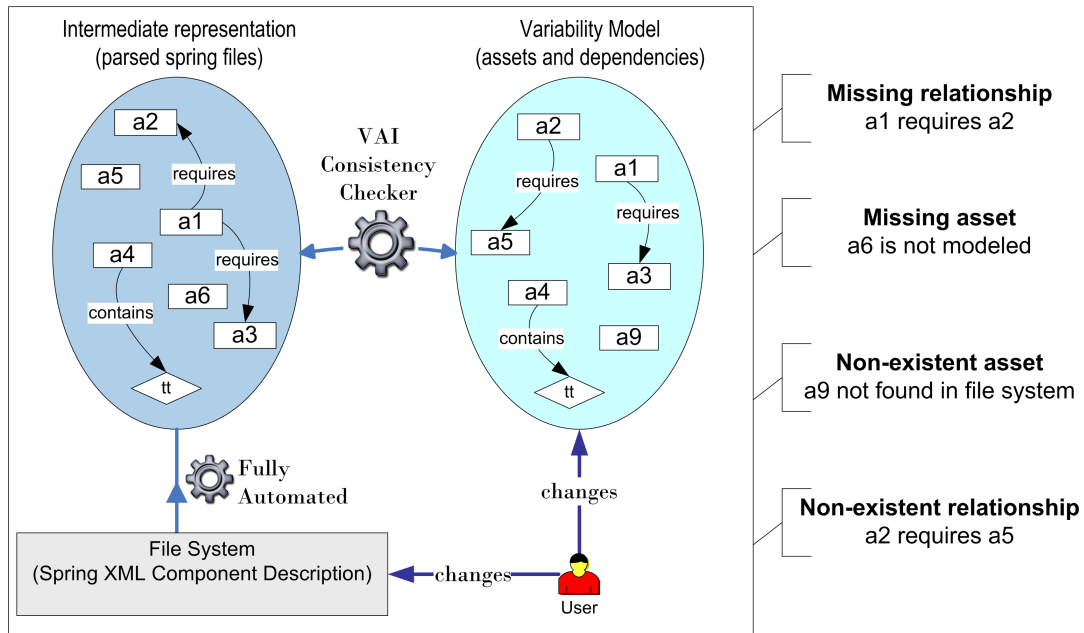 Intermediate representation
(parsed spring files)
a2
requires
a5
a1
a4
requires
a6
contains
a3
tt
VAI
Consistency
Checker
Variability Model
(assets and dependencies)
a2
a1
requires
requires
a5
a3
a4
contains
a9
tt
Fully
Automated
changes
File System
(Spring XML Component Description)
changes
User
Missing relationship
a1 requires a2
Missing asset
a6 is not modeled
Non-existent asset
a9 not found in file system
Non-existent relationship
a2 requires a5